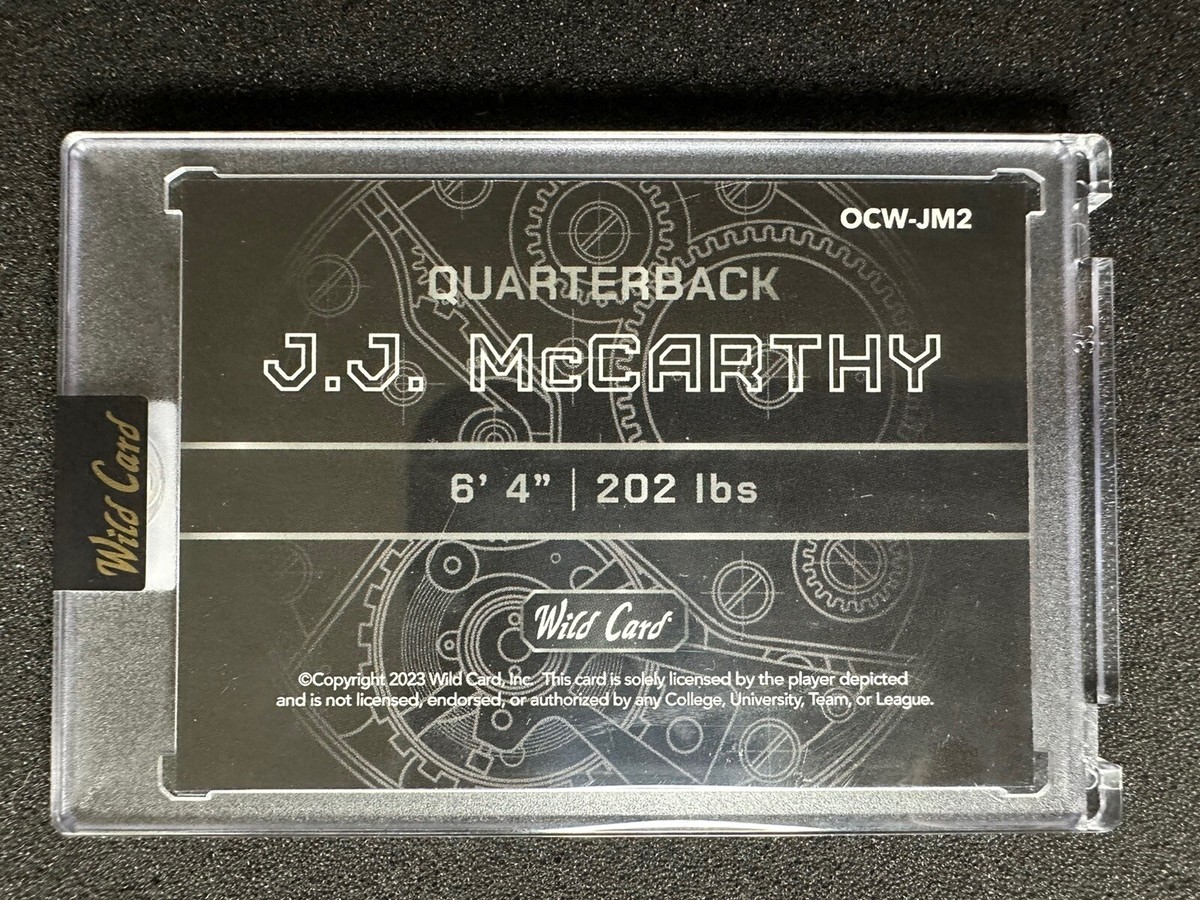 OCW-JM2
QUARTERBACK
J.J. McCARTHY
6' 4” | 202 lbs
Wild Card
Wild Card
©Copyright 2023 Wild Card, Inc. This card is solely licensed by the player depicted
and is not licensed, endorsed, or authorized by any College, University, Team, or League.